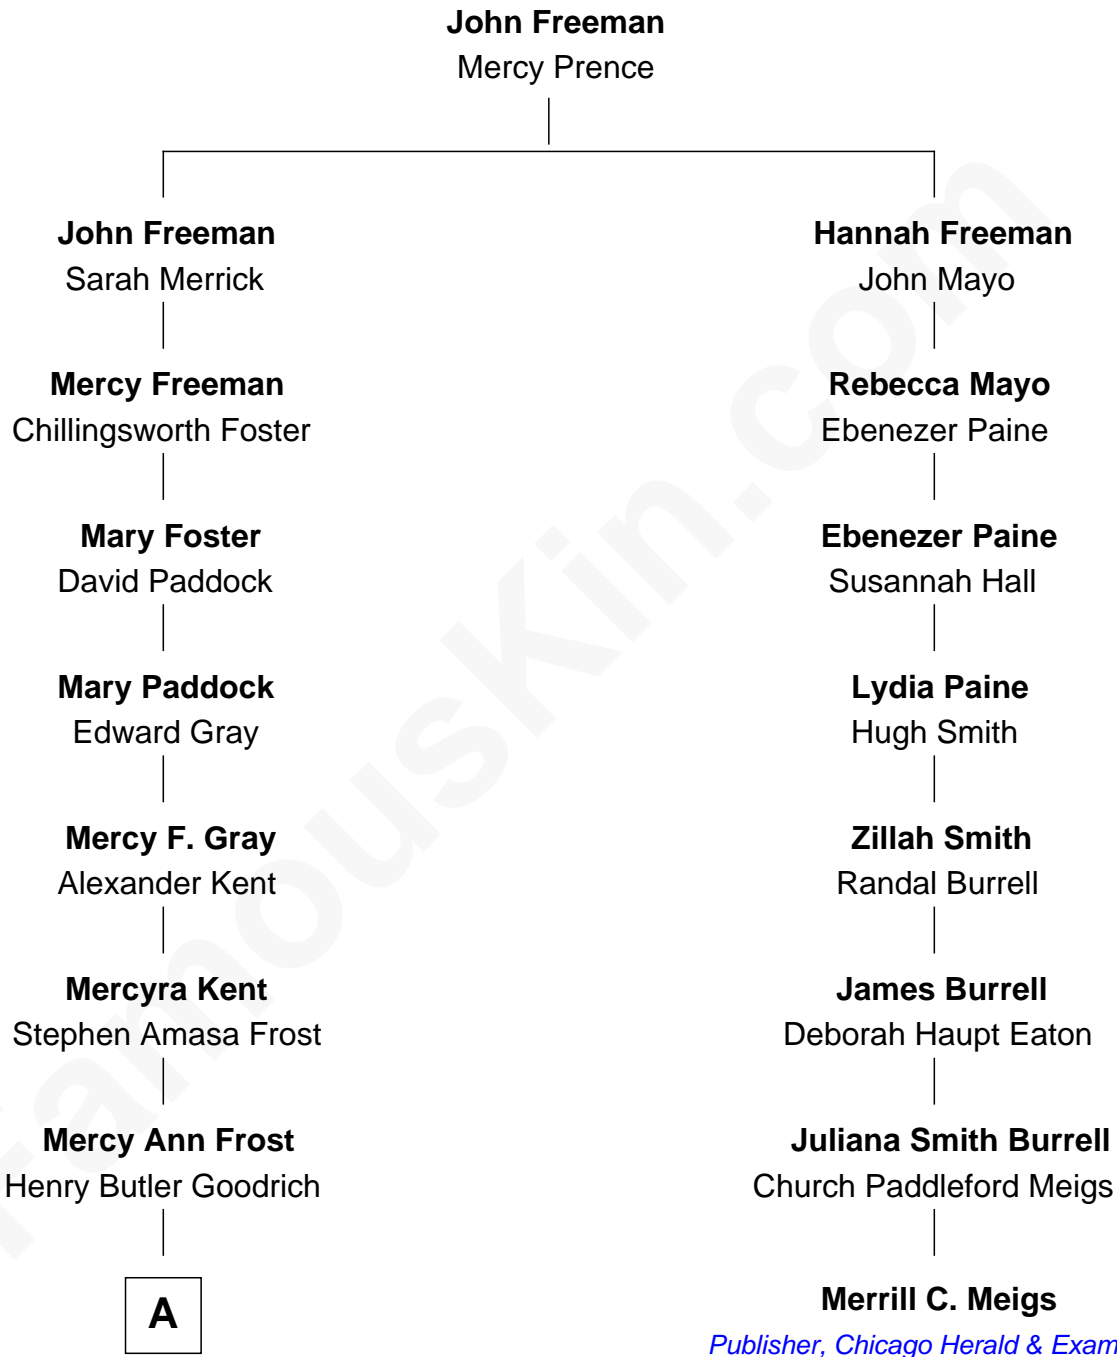 John Freeman
Mercy Prence
John Freeman
Sarah Merrick
Hannah Freeman
John Mayo
Mercy Freeman
Chillingsworth Foster
Rebecca Mayo
Ebenezer Paine
Mary Foster
David Paddock
Ebenezer Paine
Susannah Hall
Mary Paddock
Edward Gray
Lydia Paine
Hugh Smith
Mercy F. Gray
Alexander Kent
Zillah Smith
Randal Burrell
Mercyra Kent
Stephen Amasa Frost
James Burrell
Deborah Haupt Eaton
Mercy Ann Frost
Henry Butler Goodrich
Juliana Smith Burrell
Church Paddleford Meigs
A
Merrill C. Meigs
Publisher, Chicago Herald & Exam
FamousKin.com